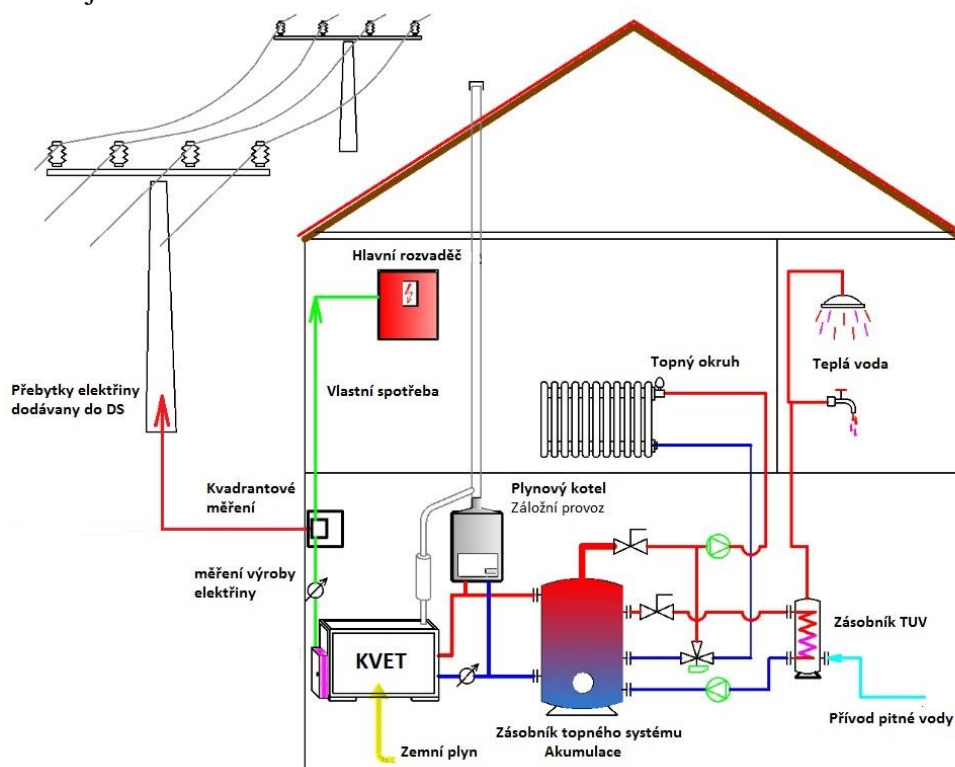 Hlavní rozvaděč
Topný okruh
Teplá voda
Přebytky elektřiny
dodávany do DS
Vlastní spotřeba
Kvadrantové
měření
Plynový kotel
Záložní provoz
měření výroby
elektřiny
KVET
Zásobník TUV
Přívod pitné vody
Zásobník topného systému
Akumulace
Zemní plyn